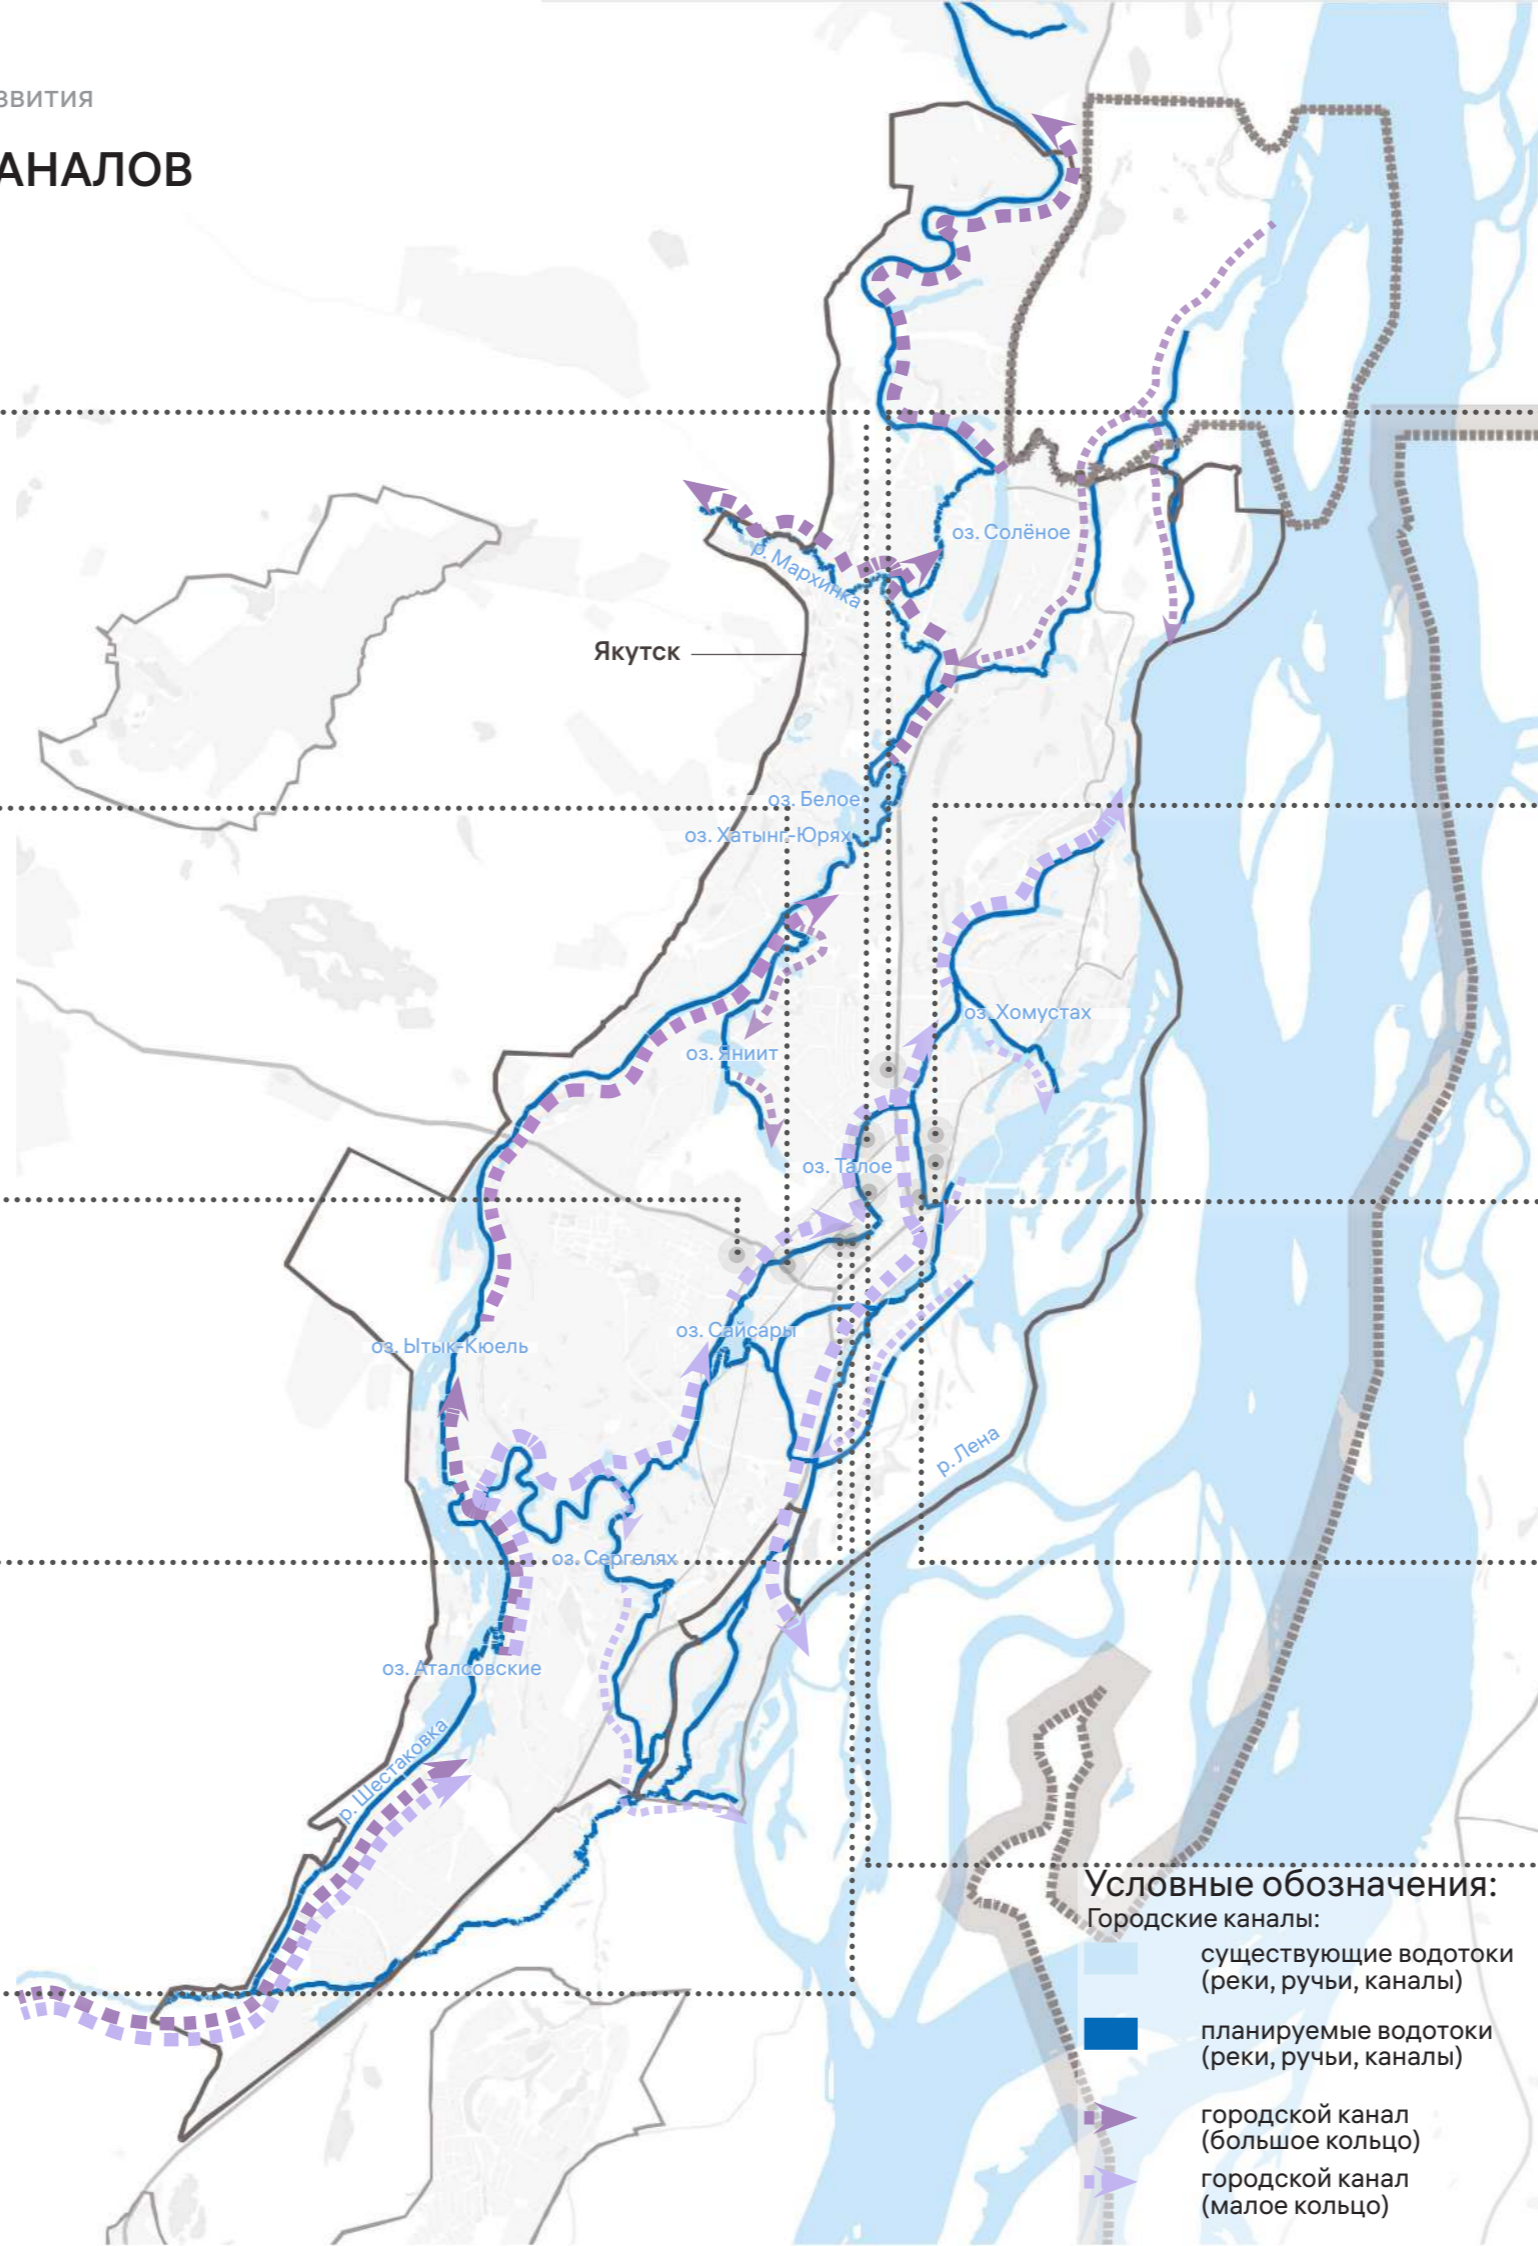 звития
АНАЛОВ
оз. Солёное
р. Мархинка
Якутск
оз. Белое
оз. Хатынг-Юрях
оз. Хомустах
оз. Яниит
оз. Талое
оз. Сайсары
оз. Ытык-Кюель
р. Лена
оз. Сергелях
оз. Аталсовские
р. Шестаковка
Условные обозначения:
Городские каналы:
существующие водотоки
(реки, ручьи, каналы)
планируемые водотоки
(реки, ручьи, каналы)
городской канал
(большое кольцо)
городской канал
(малое кольцо)